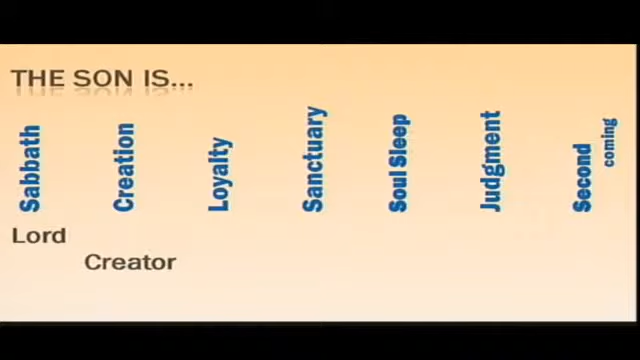 THE SON IS...
Sabbath
Creation
Loyalty
Sanctuary
Soul Sleep
Judgment
Second
coming
Lord
Creator